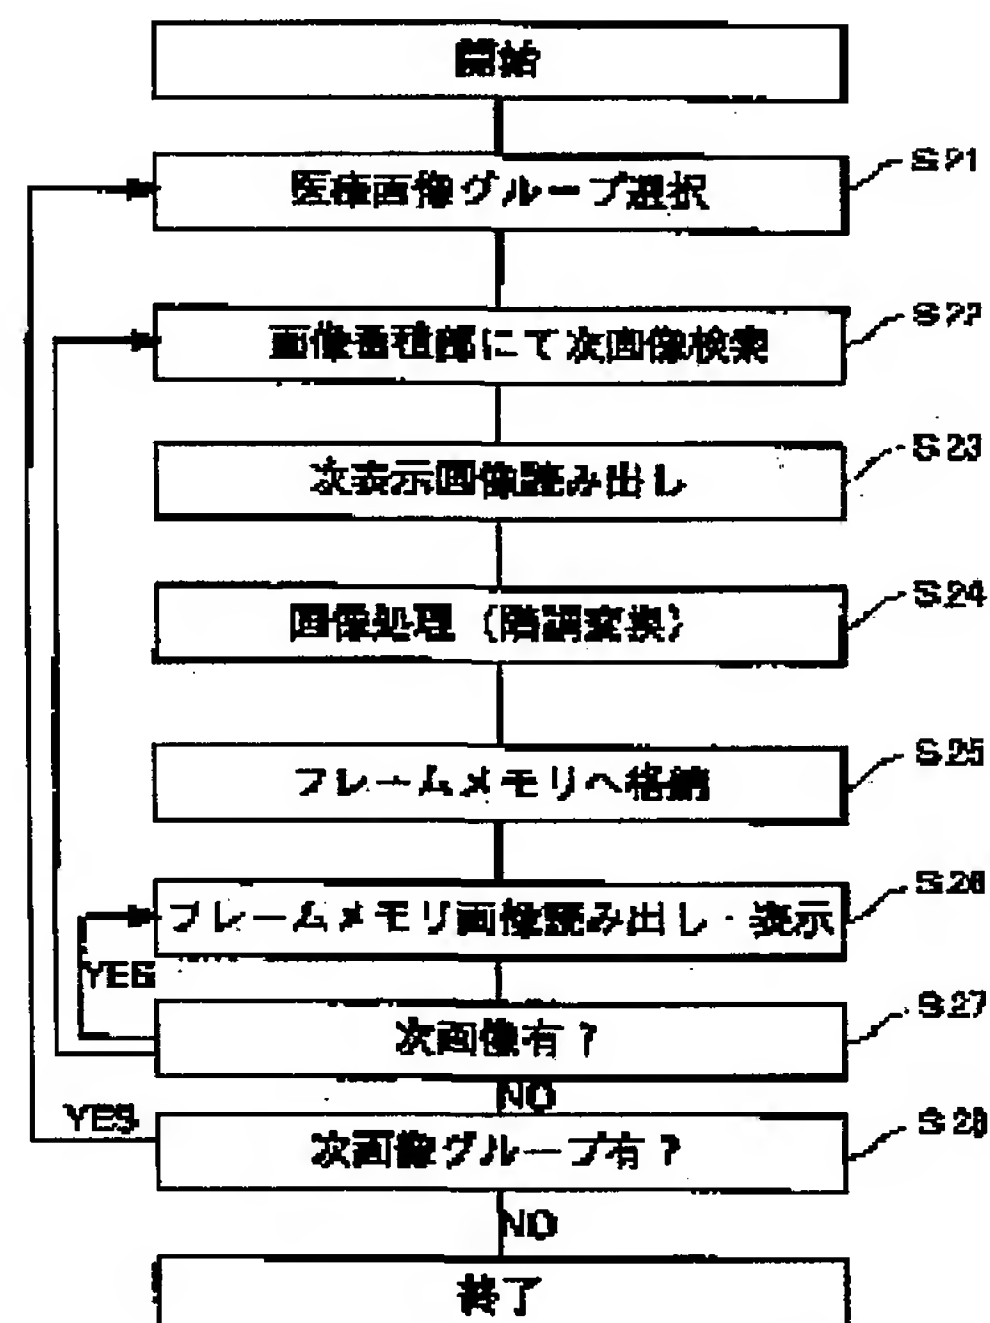 開始
医療画像グループ選択
S21
画像蓄積部にて次画像検索
S22
次表示画像読み出し
S23
画像処理（階調変換）
S24
フレームメモリへ格納
S25
フレームメモリ画像読み出し・表示
S26
YES
次画像有？
S27
NO
YES
次画像グループ有？
S28
NO
終了